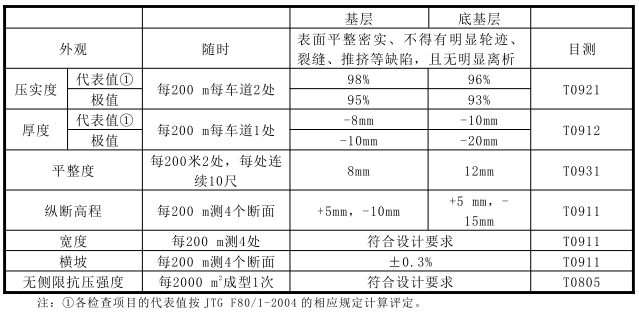 基层 底基层
外观 随时 表面平整密实、不得有明显轮迹、 目测
裂缝、推挤等缺陷，且无明显离析
压实度 代表值① 每200 m每车道2处 98% 96% T0921
极值 95% 93%
厚度 代表值① 每200 m每车道1处 -8mm -10mm T0912
极值 -10mm -20mm
平整度 每200米2处，每处连 8mm 12mm T0931
续10尺
纵断高程 每200 m测4个断面 +5mm，-10mm +5 mm，- T0911
15mm
宽度 每200 m测4处 符合设计要求 T0911
横坡 每200 m测4个断面 ±0.3% T0911
无侧限抗压强度 每2000 m²成型1次 符合设计要求 T0805
注：①各检查项目的代表值按JTG F80/1-2004的相应规定计算评定。